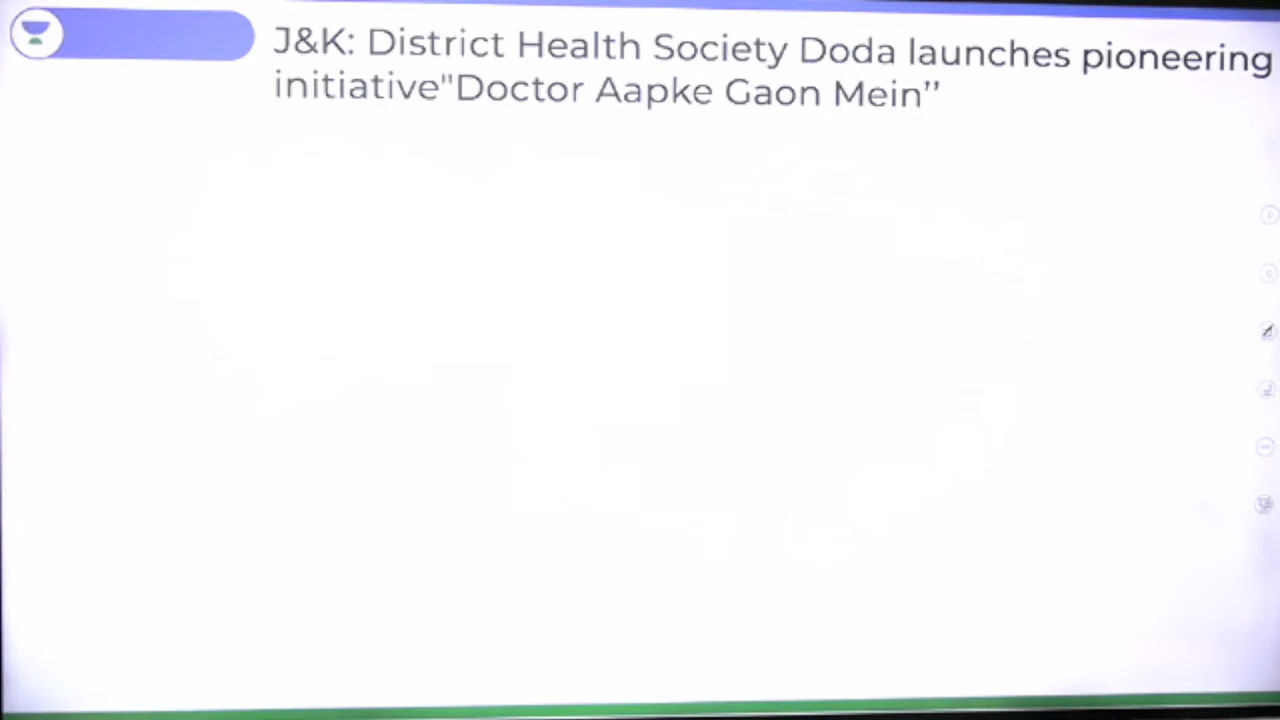 J&K: District Health Society Doda launches pioneering
initiative"Doctor Aapke Gaon Mein”